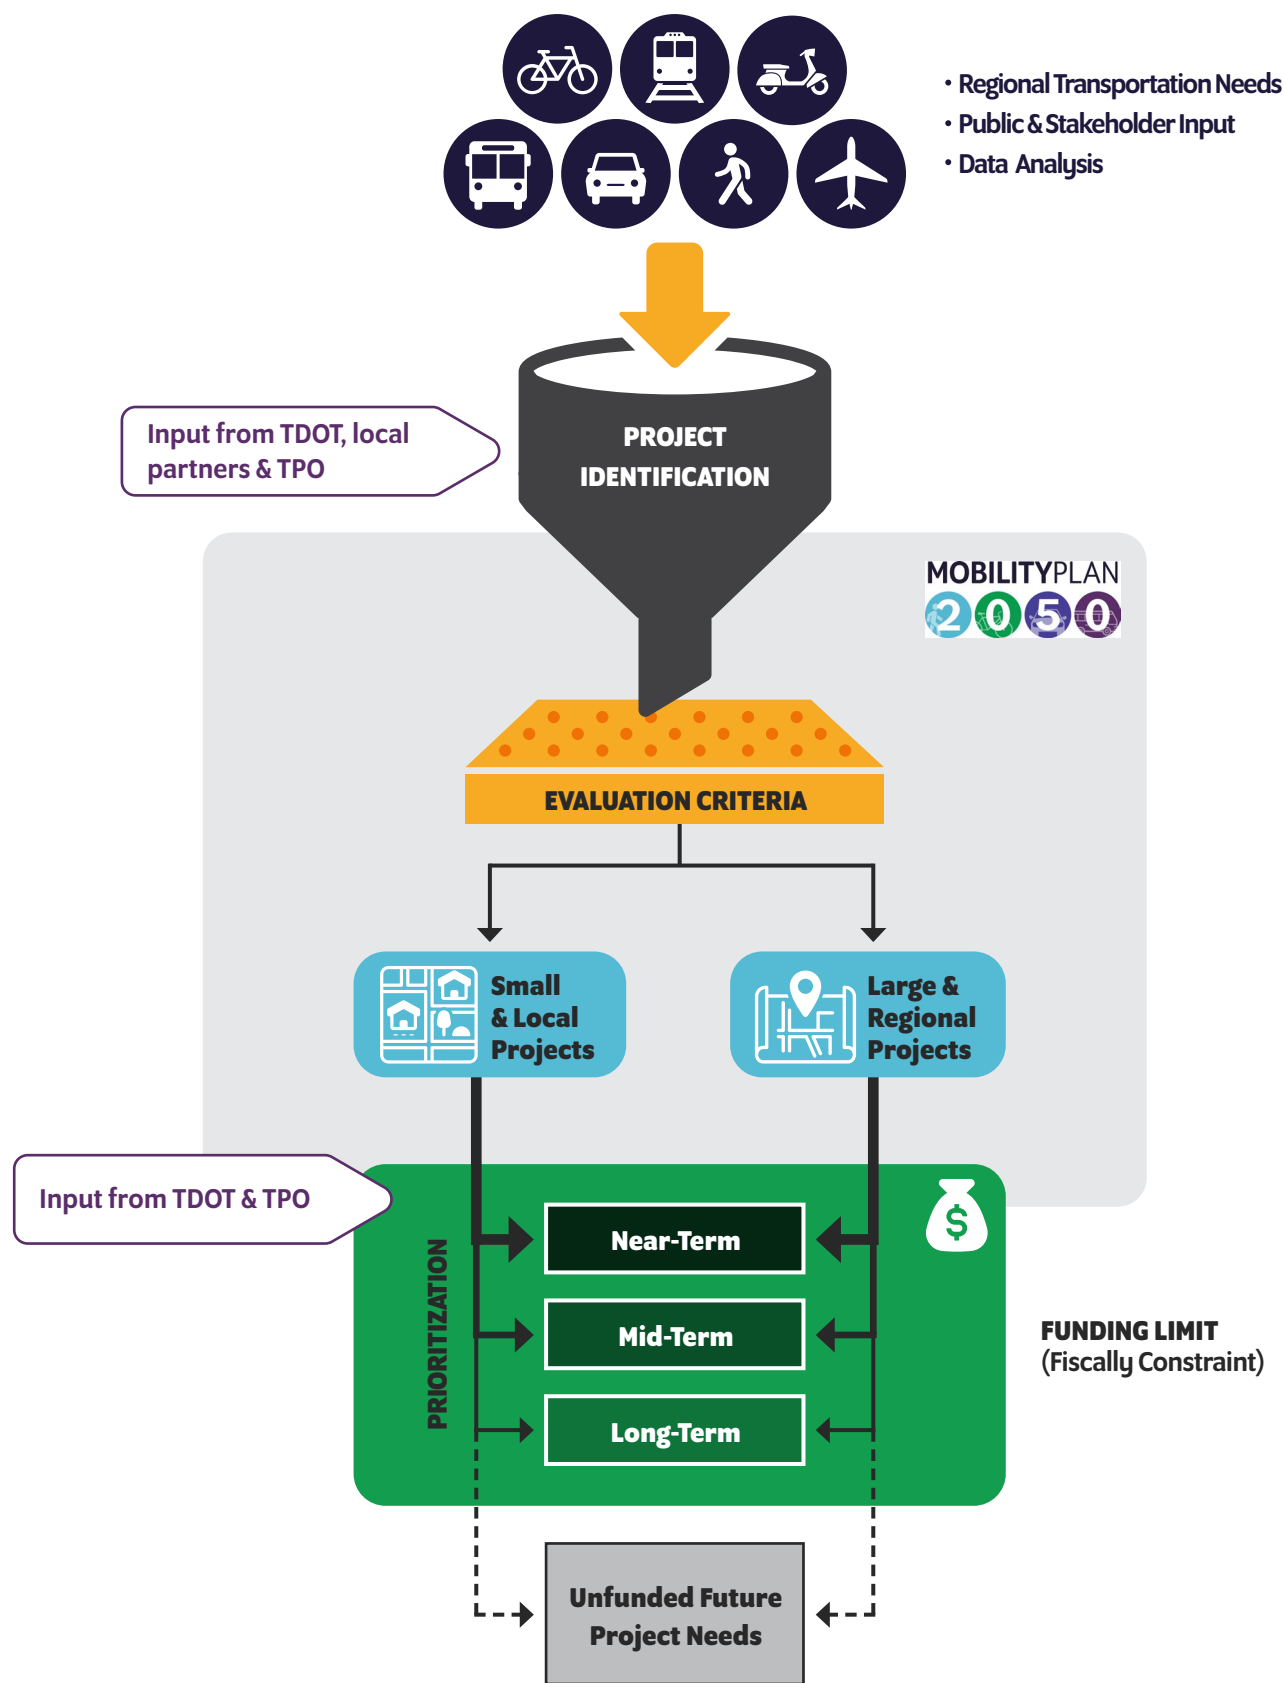 · Regional Transportation Needs
· Public & Stakeholder Input
· Data Analysis
Input from TDOT, local
partners & TPO
PROJECT
IDENTIFICATION
MOBILITYPLAN
2050
EVALUATION CRITERIA
Small
& Local
Projects
Large &
Regional
Projects
Input from TDOT & TPO
$
PRIORITIZATION
Near-Term
Mid-Term
Long-Term
FUNDING LIMIT
(Fiscally Constraint)
Unfunded Future
Project Needs